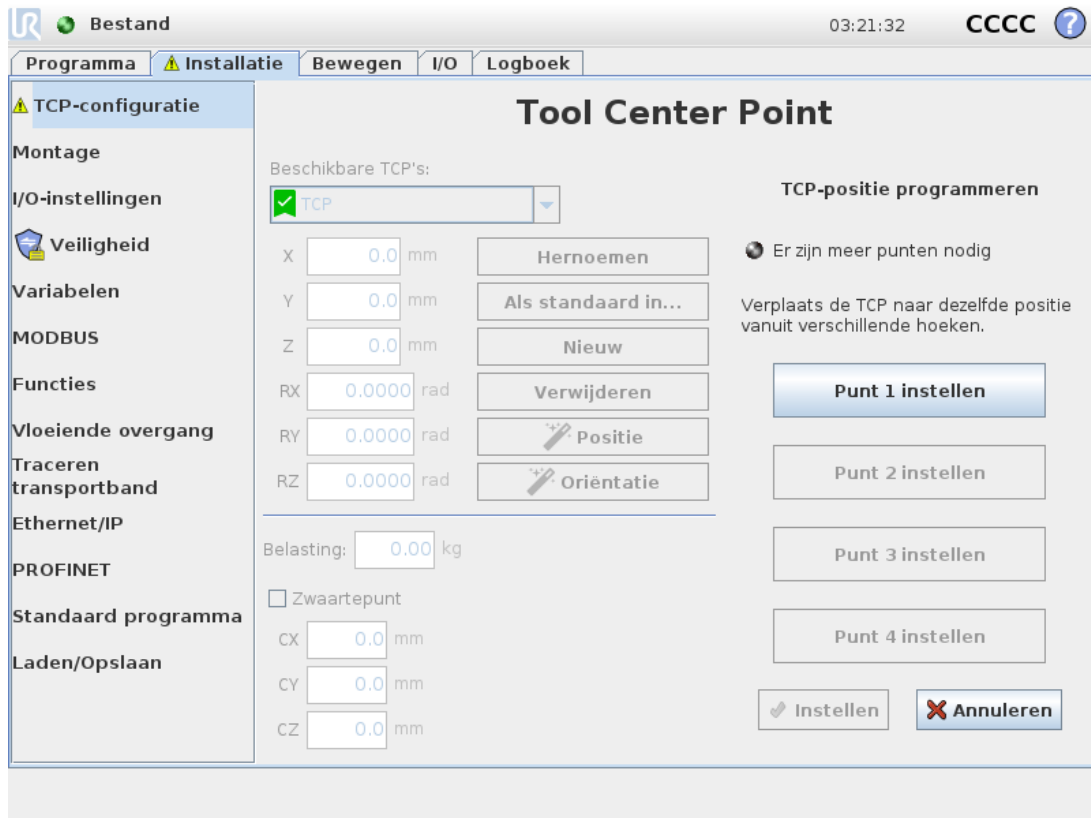 UR Bestand 03:21:32 CCCC ?
Programma Installatie Bewegen I/O Logboek
TCP-configuratie
Montage
I/O-instellingen
Veiligheid
Variabelen
MODBUS
Functies
Vloeiende overgang
Traceren
transportband
Ethernet/IP
PROFINET
Standaard programma
Laden/Opslaan
Tool Center Point
Beschikbare TCP's:
TCP
X 0.0 mm
Y 0.0 mm
Z 0.0 mm
RX 0.0000 rad
RY 0.0000 rad
RZ 0.0000 rad
Hernoemen
Als standaard in...
Nieuw
Verwijderen
Positie
Oriëntatie
Belasting: 0.00 kg
Zwaartepunt
CX 0.0 mm
CY 0.0 mm
CZ 0.0 mm
TCP-positie programmeren
Er zijn meer punten nodig
Verplaats de TCP naar dezelfde positie
vanuit verschillende hoeken.
Punt 1 instellen
Punt 2 instellen
Punt 3 instellen
Punt 4 instellen
Instellen Annuleren